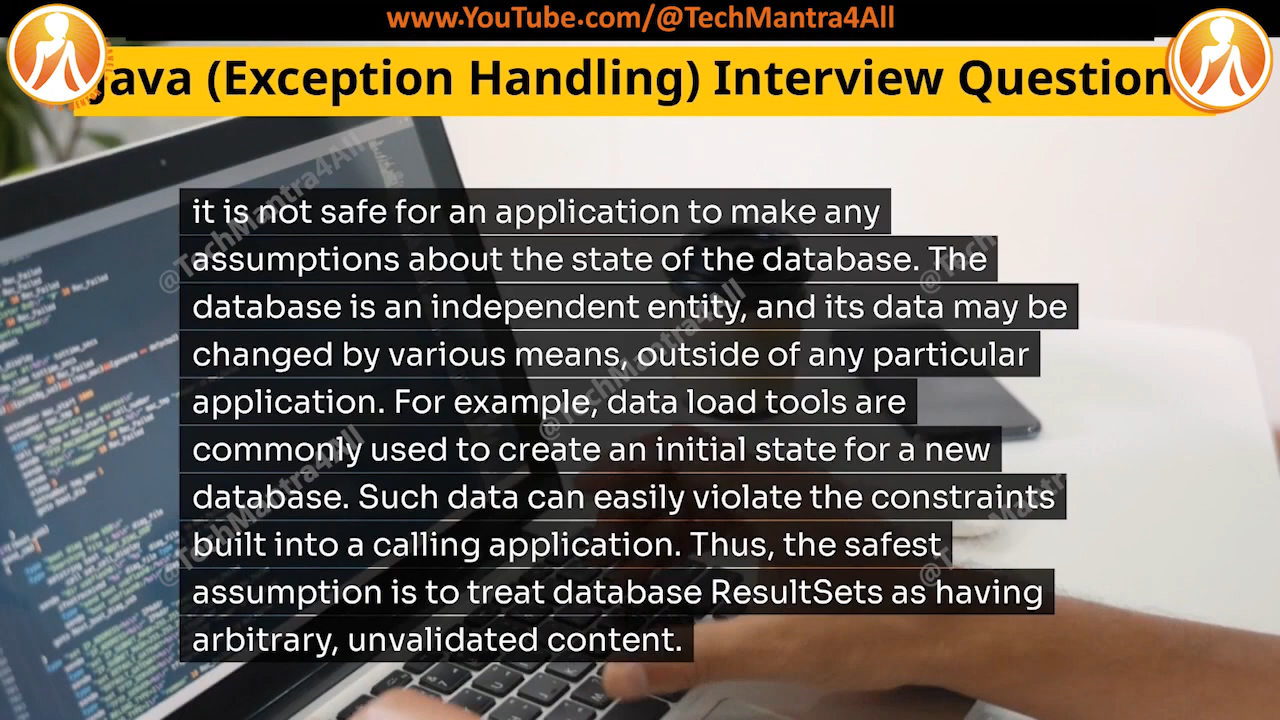 www.YouTube.com/@TechMantra4All
Java (Exception Handling) Interview Question
it is not safe for an application to make any
assumptions about the state of the database. The
database is an independent entity, and its data may be
changed by various means, outside of any particular
application. For example, data load tools are
commonly used to create an initial state for a new
database. Such data can easily violate the constraints
built into a calling application. Thus, the safest
assumption is to treat database ResultSets as having
arbitrary, unvalidated content.
@TechMantra4All
@TechMantra4All
@TechMantra4All